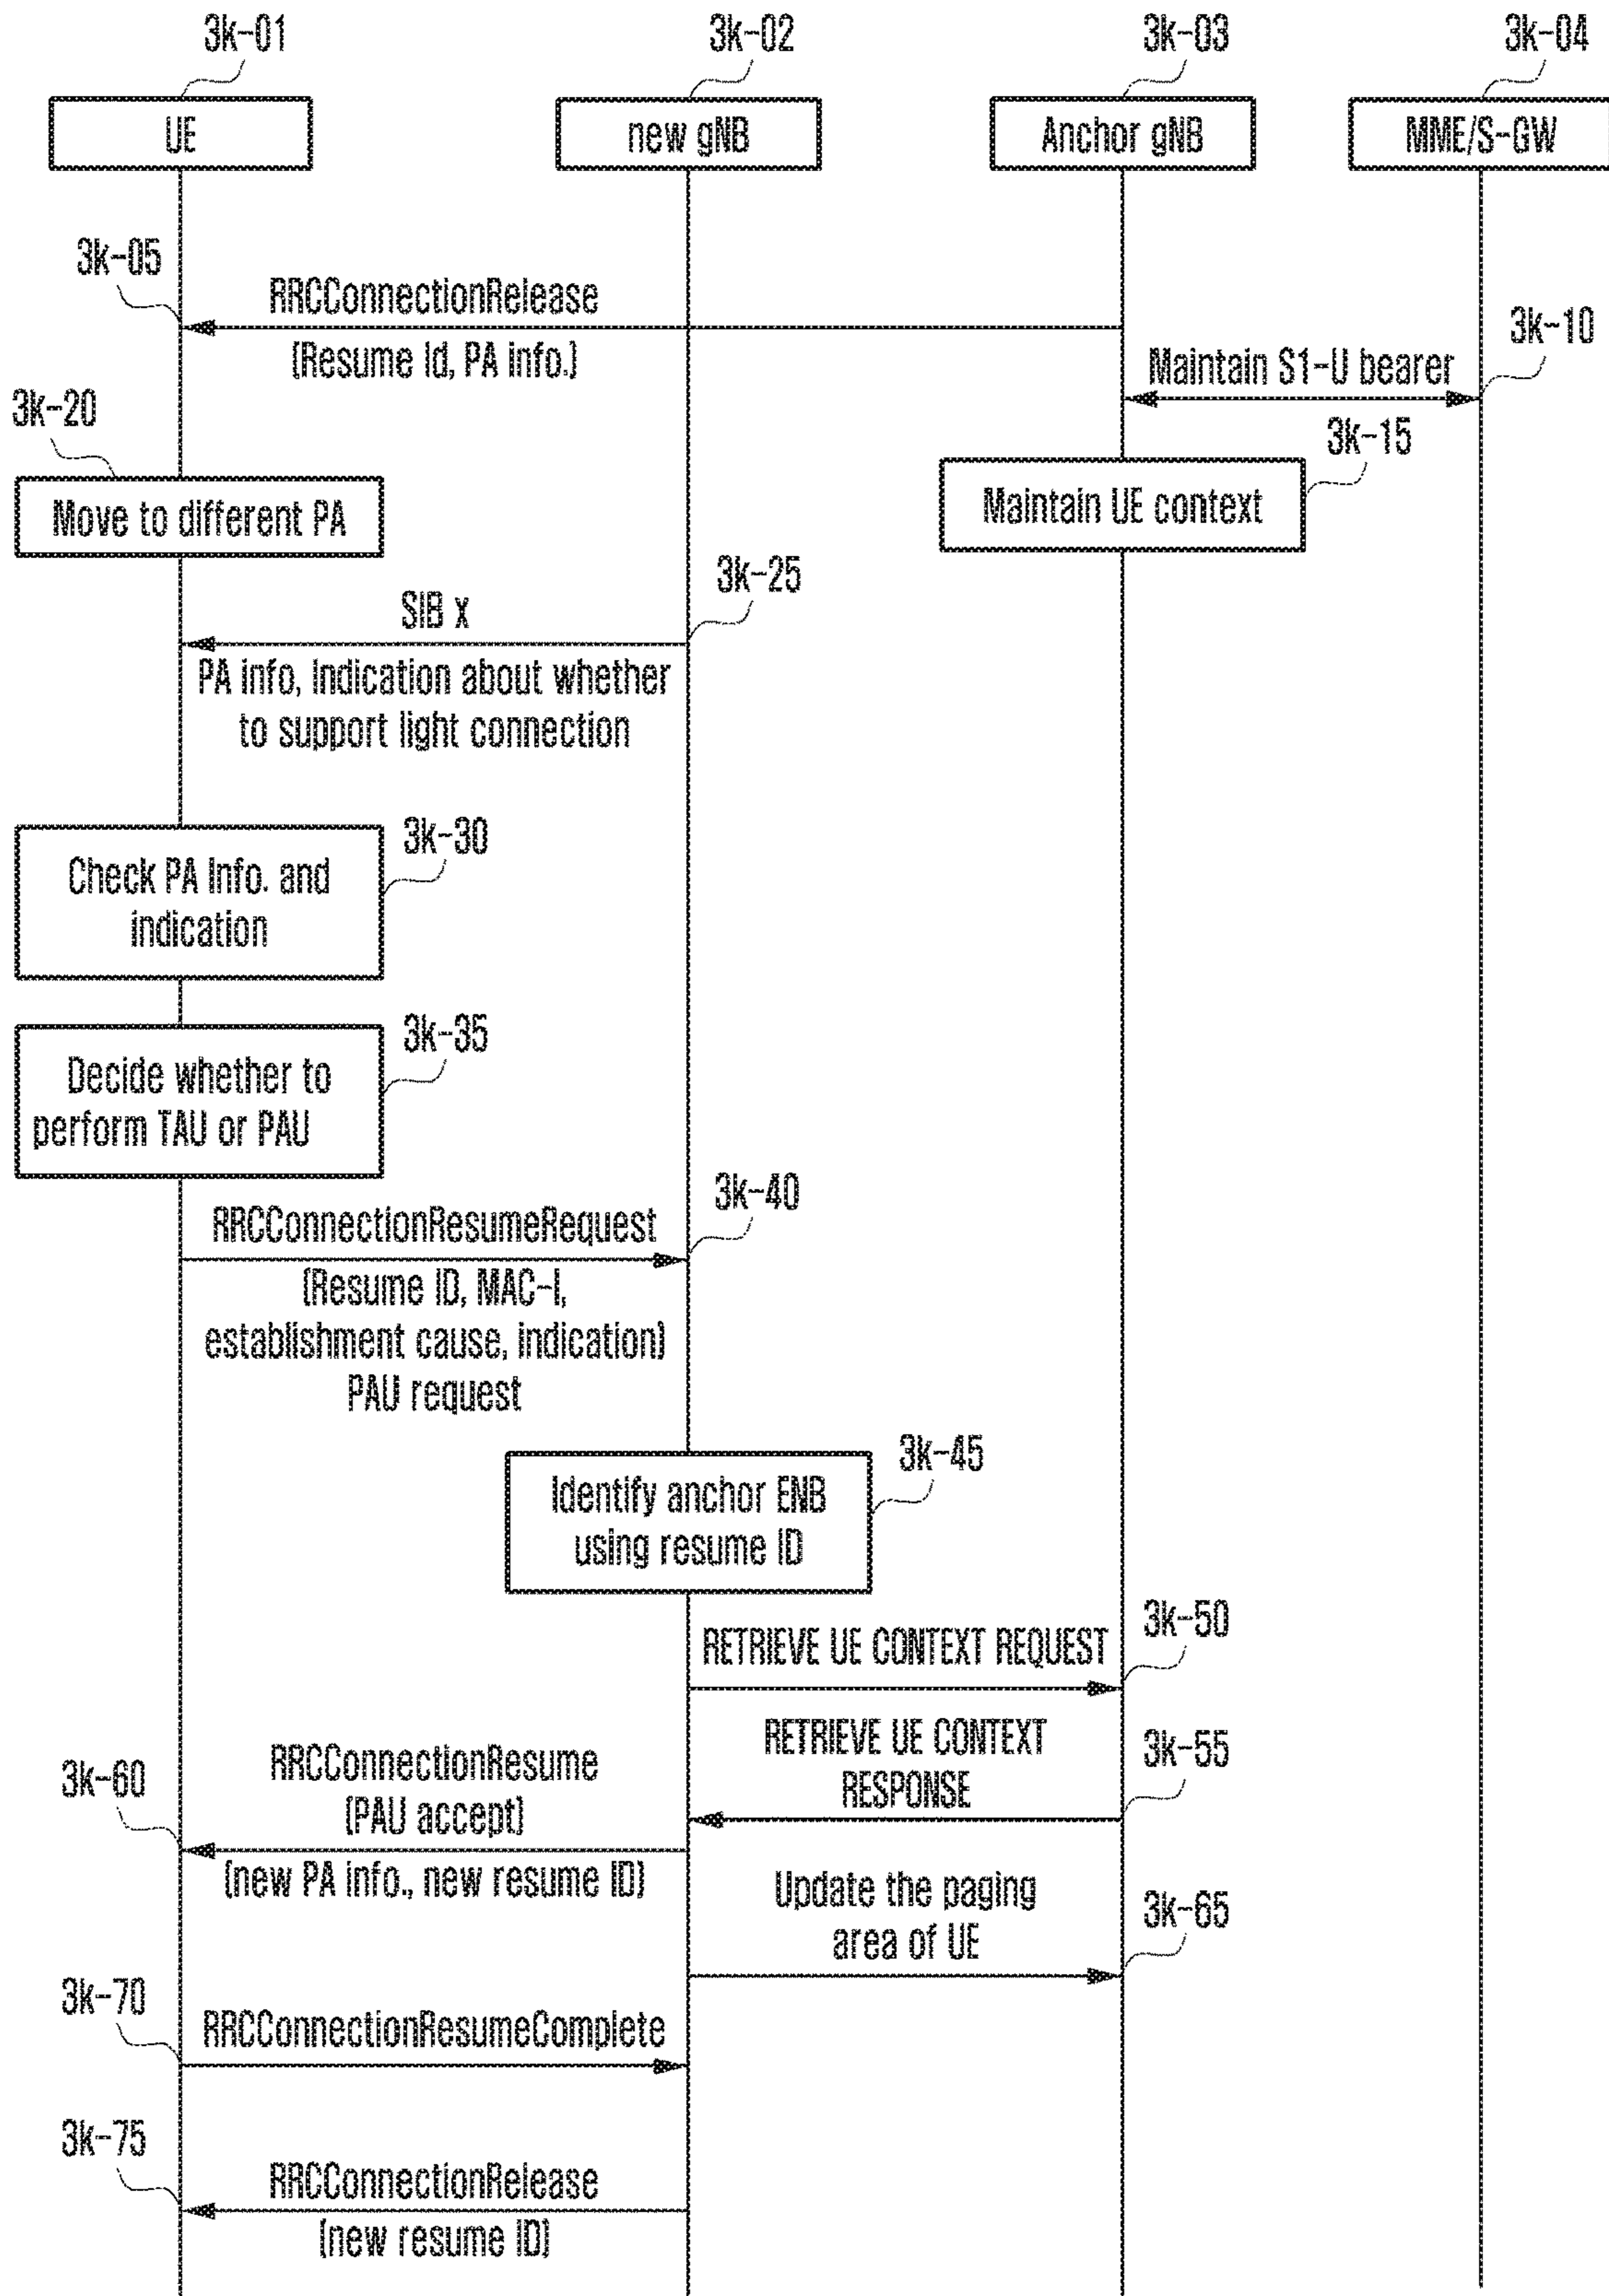 3k-01
3k-02
3k-03
3k-04
UE
new gNB
Anchor gNB
MME/S-GW
3k-05
RRCConnectionRelease
(Resume Id, PA info.)
3k-10
Maintain S1-U bearer
3k-20
Move to different PA
3k-15
Maintain UE context
3k-25
SIB x
PA info, Indication about whether
to support light connection
3k-30
Check PA Info. and
indication
3k-35
Decide whether to
perform TAU or PAU
3k-40
RRCConnectionResumeRequest
(Resume ID, MAC-I,
establishment cause, indication)
PAU request
3k-45
Identify anchor ENB
using resume ID
3k-50
RETRIEVE UE CONTEXT REQUEST
3k-55
RETRIEVE UE CONTEXT
RESPONSE
3k-60
RRCConnectionResume
(PAU accept)
(new PA info., new resume ID)
3k-65
Update the paging
area of UE
3k-70
RRCConnectionResumeComplete
3k-75
RRCConnectionRelease
(new resume ID)